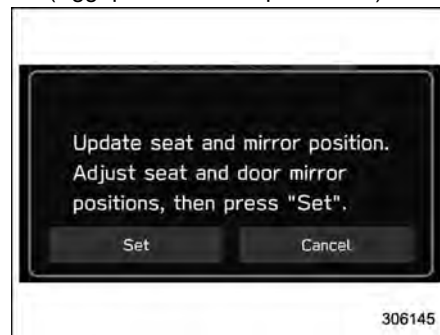 Update seat and mirror position.
Adjust seat and door mirror
positions, then press "Set".
Set
Cancel
306145